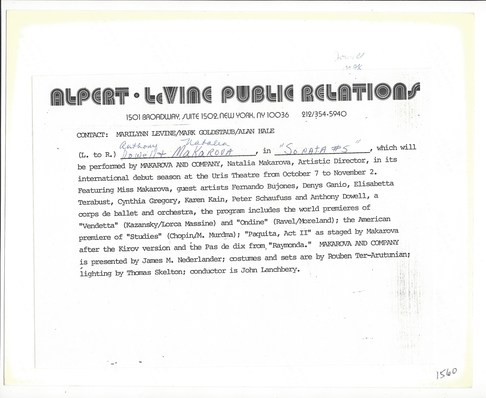 ALPERT · LeVINE PUBLIC RELATIONS
1501 BROADWAY, SUITE 1502, NEW YORK, NY 10036 212/354-5940
CONTACT: MARILYNN LEVINE/MARK GOLDSTAUB/ALAN HALE
Anthony Natalia
(L. to R.) Dowell & MAKAROVA, in "SONATA #5", which will
be performed by MAKAROVA AND COMPANY, Natalia Makarova, Artistic Director, in its
international debut season at the Uris Theatre from October 7 to November 2.
Featuring Miss Makarova, guest artists Fernando Bujones, Denys Ganio, Elisabetta
Terabust, Cynthia Gregory, Karen Kain, Peter Schaufuss and Anthony Dowell, a
corps de ballet and orchestra, the program includes the world premieres of
"Vendetta" (Kazansky/Lorca Massine) and "Ondine" (Ravel/Moreland); the American
premiere of "Studies" (Chopin/M. Murdmaa); "Paquita, Act II" as staged by Makarova
after the Kirov version and the Pas de dix from "Raymonda." MAKAROVA AND COMPANY
is presented by James M. Nederlander; costumes and sets are by Rouben Ter-Arutunian;
lighting by Thomas Skelton; conductor is John Lanchbery.
1560